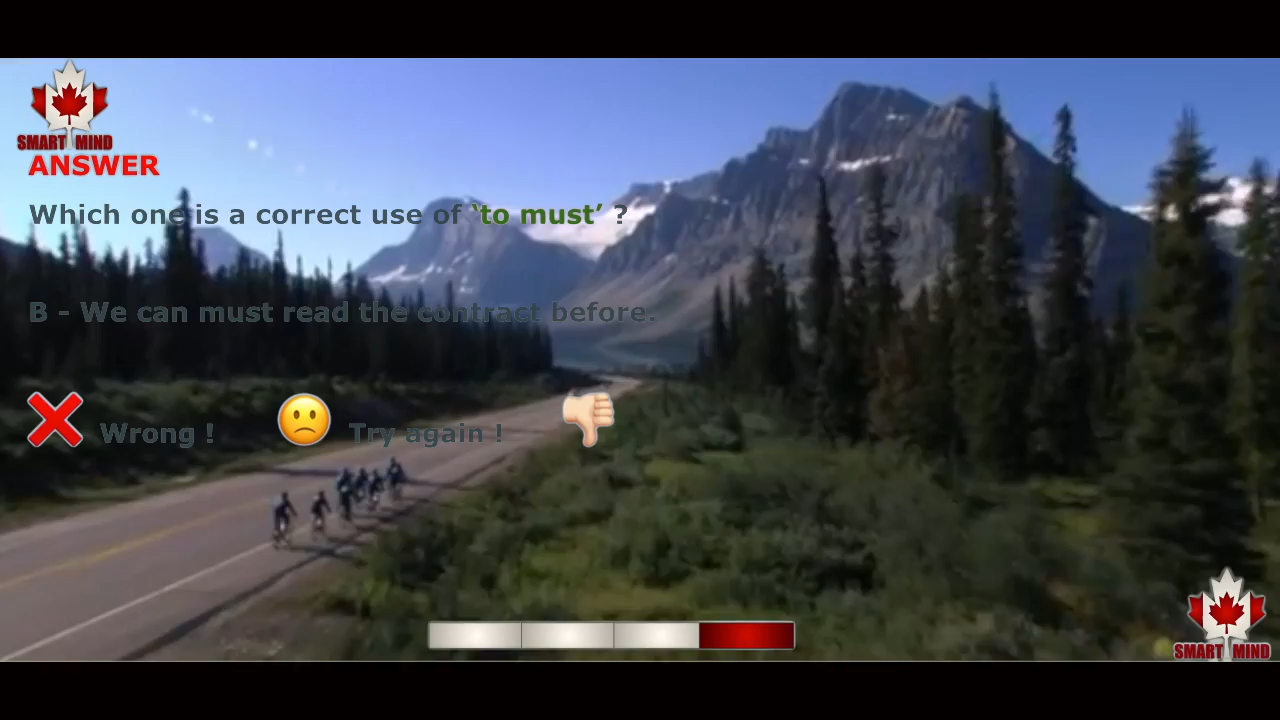 SMART MIND
ANSWER
Which one is a correct use of ‘to must’ ?
B - We can must read the contract before.
Wrong ! Try again !
SMART MIND